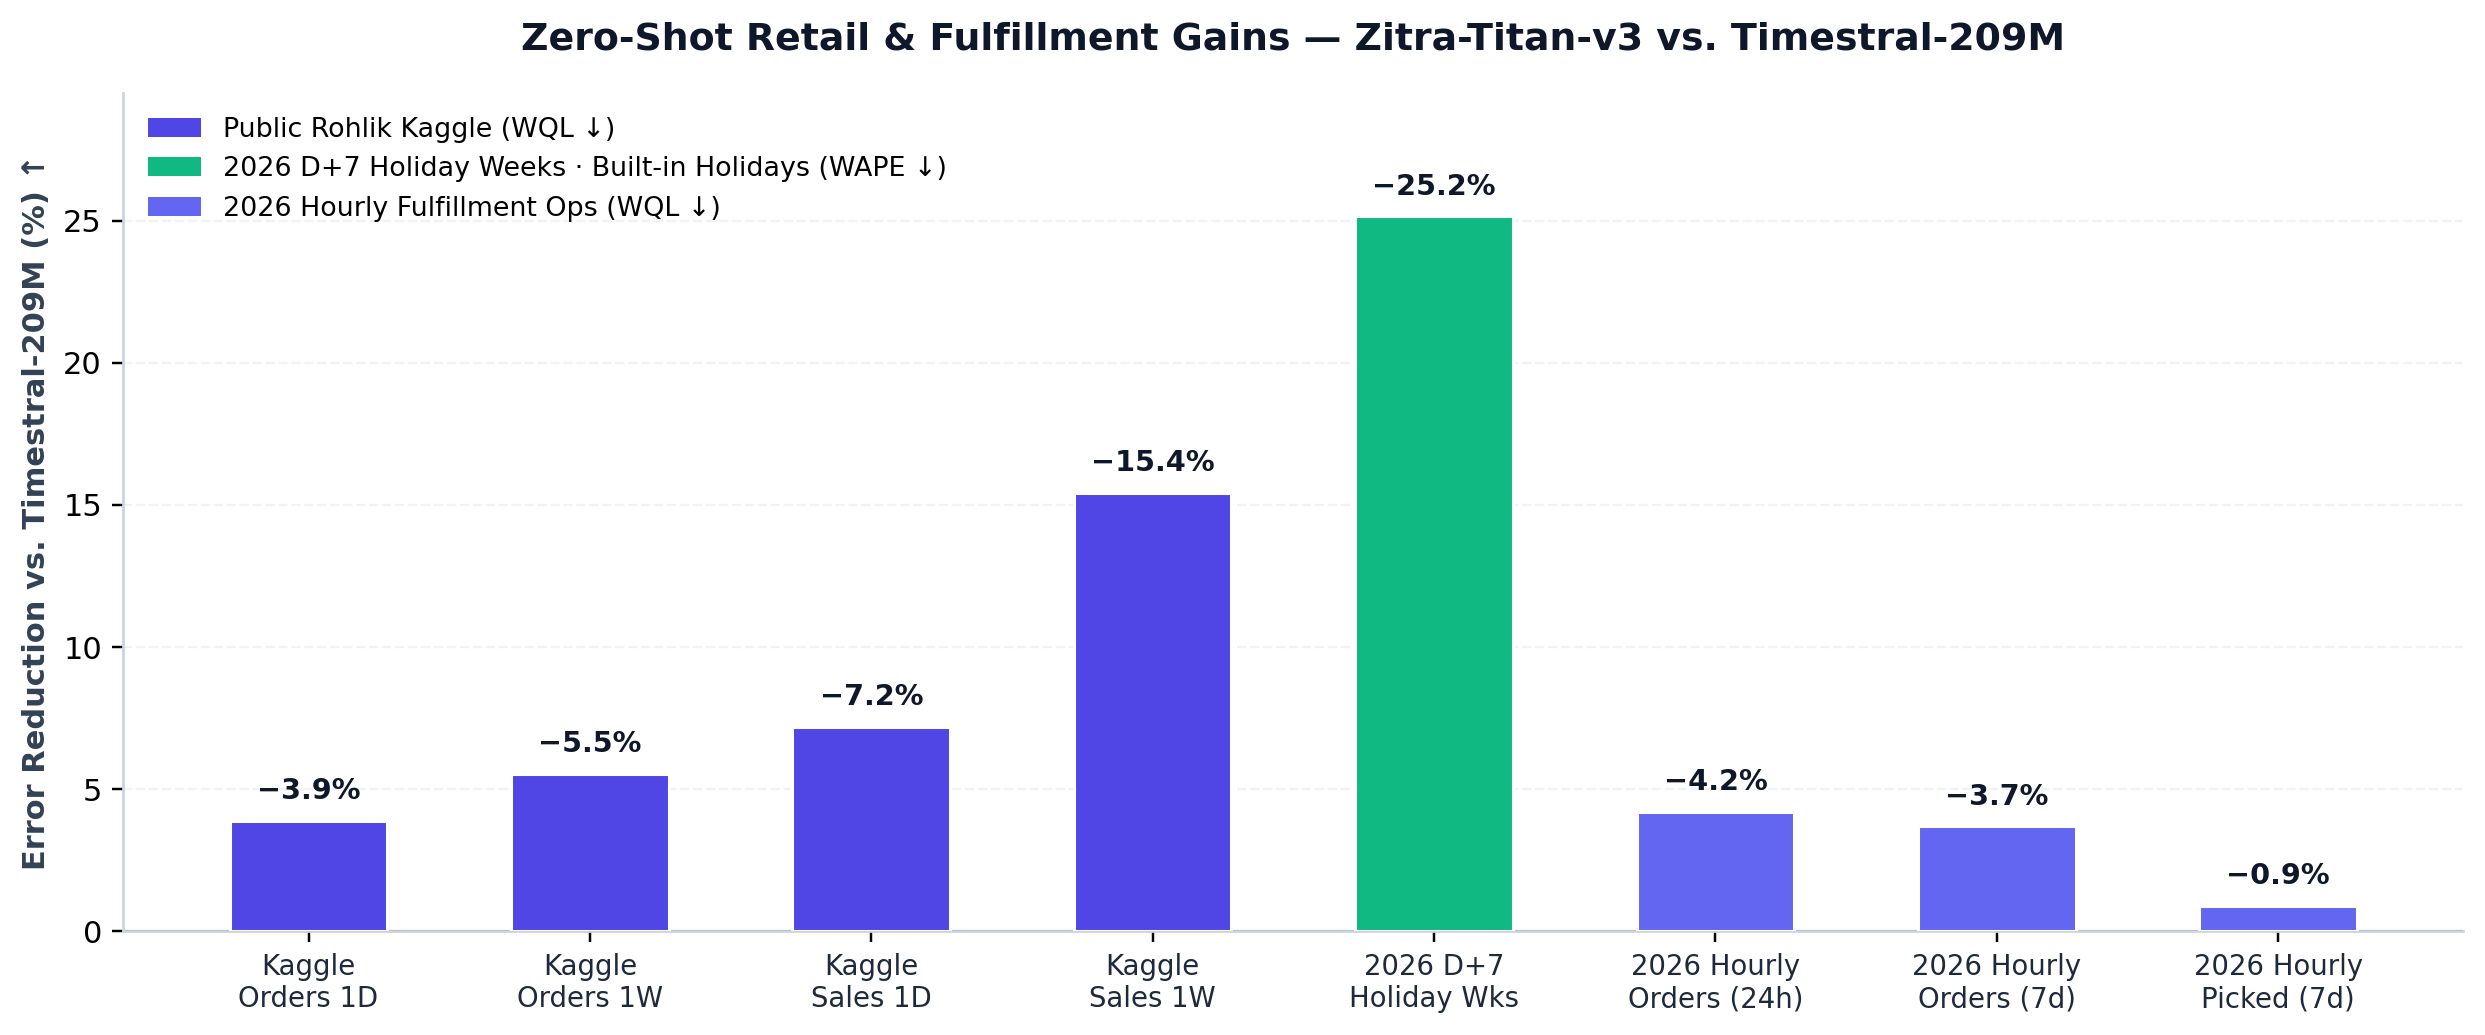 Zero-Shot Retail & Fulfillment Gains — Zitra-Titan-v3 vs. Timestral-209M
Public Rohlik Kaggle (WQL ↓)
2026 D+7 Holiday Weeks · Built-in Holidays (WAPE ↓)
2026 Hourly Fulfillment Ops (WQL ↓)
Error Reduction vs. Timestral-209M (%) ↑
25
20
15
10
5
0
−3.9%
−5.5%
−7.2%
−15.4%
−25.2%
−4.2%
−3.7%
−0.9%
Kaggle
Orders 1D
Kaggle
Orders 1W
Kaggle
Sales 1D
Kaggle
Sales 1W
2026 D+7
Holiday Wks
2026 Hourly
Orders (24h)
2026 Hourly
Orders (7d)
2026 Hourly
Picked (7d)